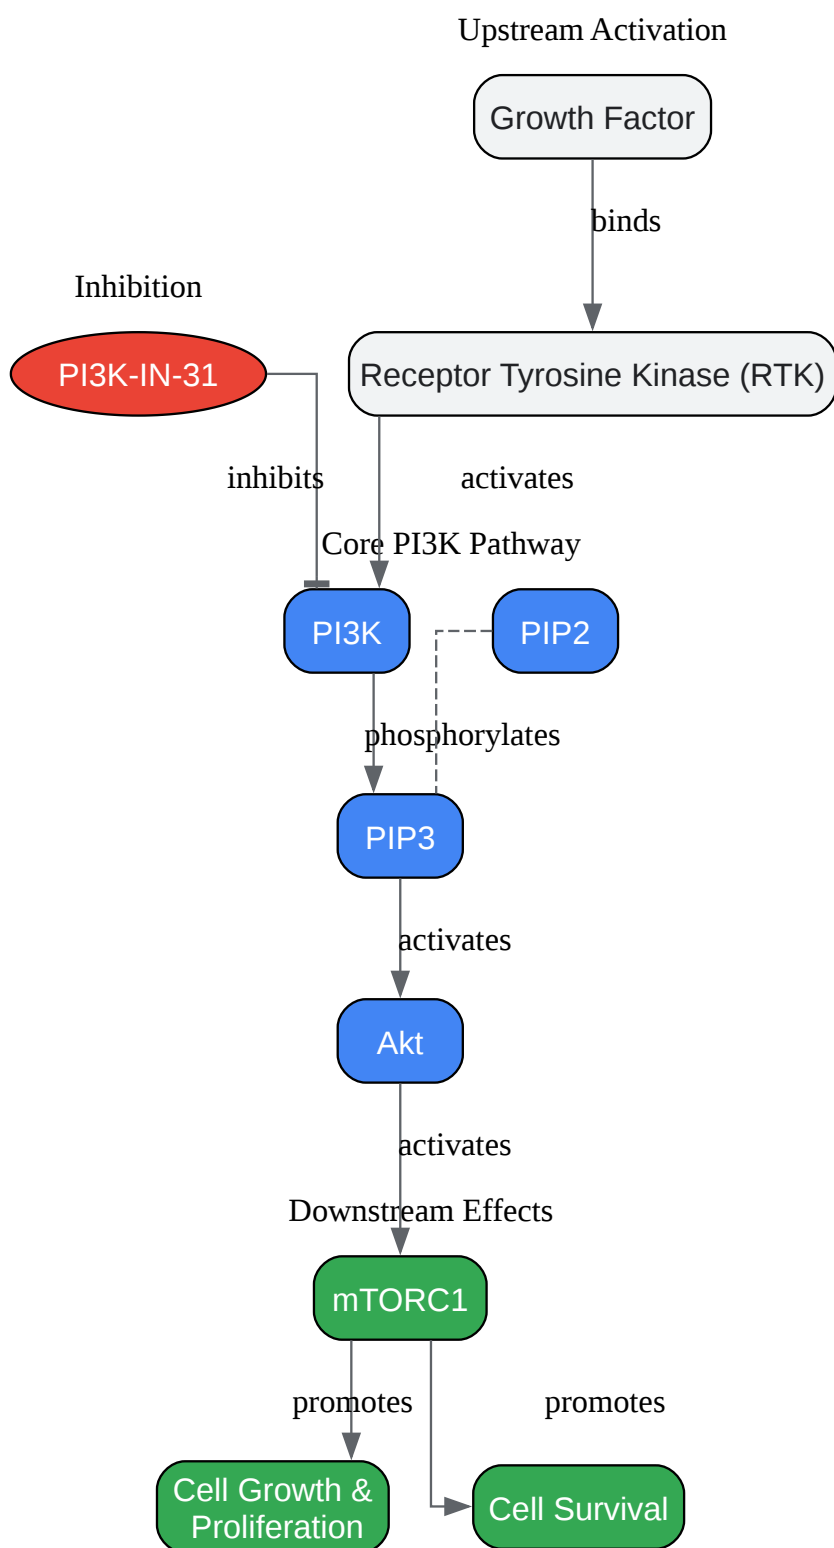 Upstream Activation
Growth Factor
binds
Inhibition
PI3K-IN-31
Receptor Tyrosine Kinase (RTK)
inhibits
activates
Core PI3K Pathway
PI3K
PIP2
phosphorylates
PIP3
activates
Akt
activates
Downstream Effects
mTORC1
promotes
promotes
Cell Growth &
Proliferation
Cell Survival